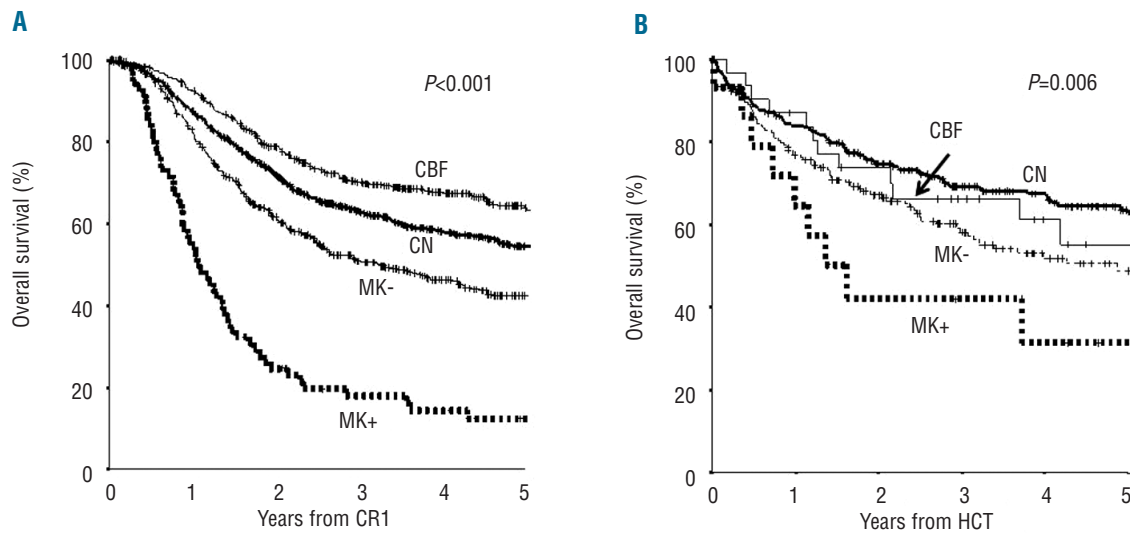 A
100
80
60
40
20
0
Overall survival (%)
P<0.001
CBF
CN
MK-
MK+
0 1 2 3 4 5
Years from CR1
B
100
80
60
40
20
0
Overall survival (%)
P=0.006
CBF
CN
MK-
MK+
0 1 2 3 4 5
Years from HCT